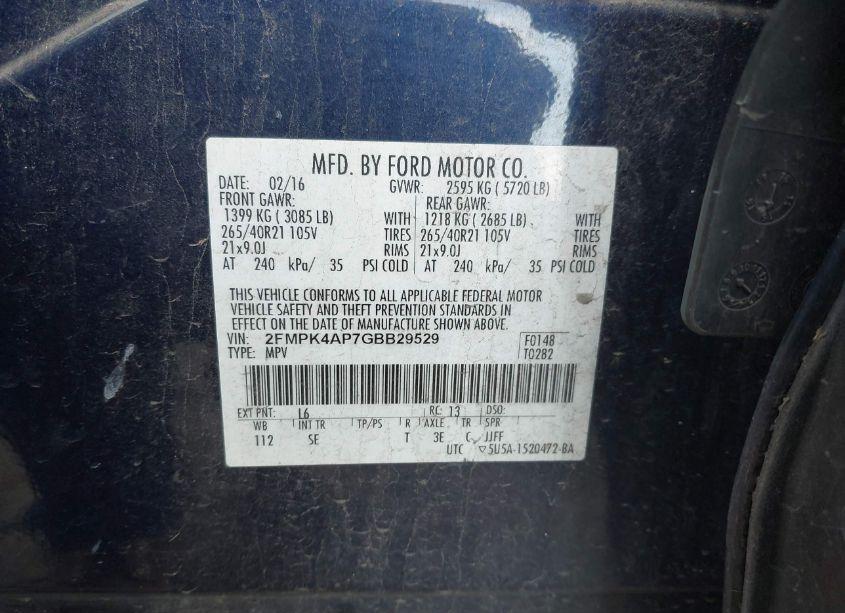 MFD. BY FORD MOTOR CO.
DATE: 02/16 GVWR: 2595 KG ( 5720 LB)
FRONT GAWR: REAR GAWR:
1399 KG ( 3085 LB) WITH 1218 KG ( 2685 LB) WITH
265/40R21 105V TIRES 265/40R21 105V TIRES
21x9.0J RIMS 21x9.0J RIMS
AT 240 kPa/ 35 PSI COLD AT 240 kPa/ 35 PSI COLD
THIS VEHICLE CONFORMS TO ALL APPLICABLE FEDERAL MOTOR
VEHICLE SAFETY AND THEFT PREVENTION STANDARDS IN
EFFECT ON THE DATE OF MANUFACTURE SHOWN ABOVE.
VIN: 2FMPK4AP7GBB29529 F0148
TYPE: MPV T0282
EXT PNT: L6 RC: 13 DSO:
WB INT TR TP/PS R AXLE TR SPR
112 SE T 3E C JJFF
UTC ▽5U5A-1520472-BA